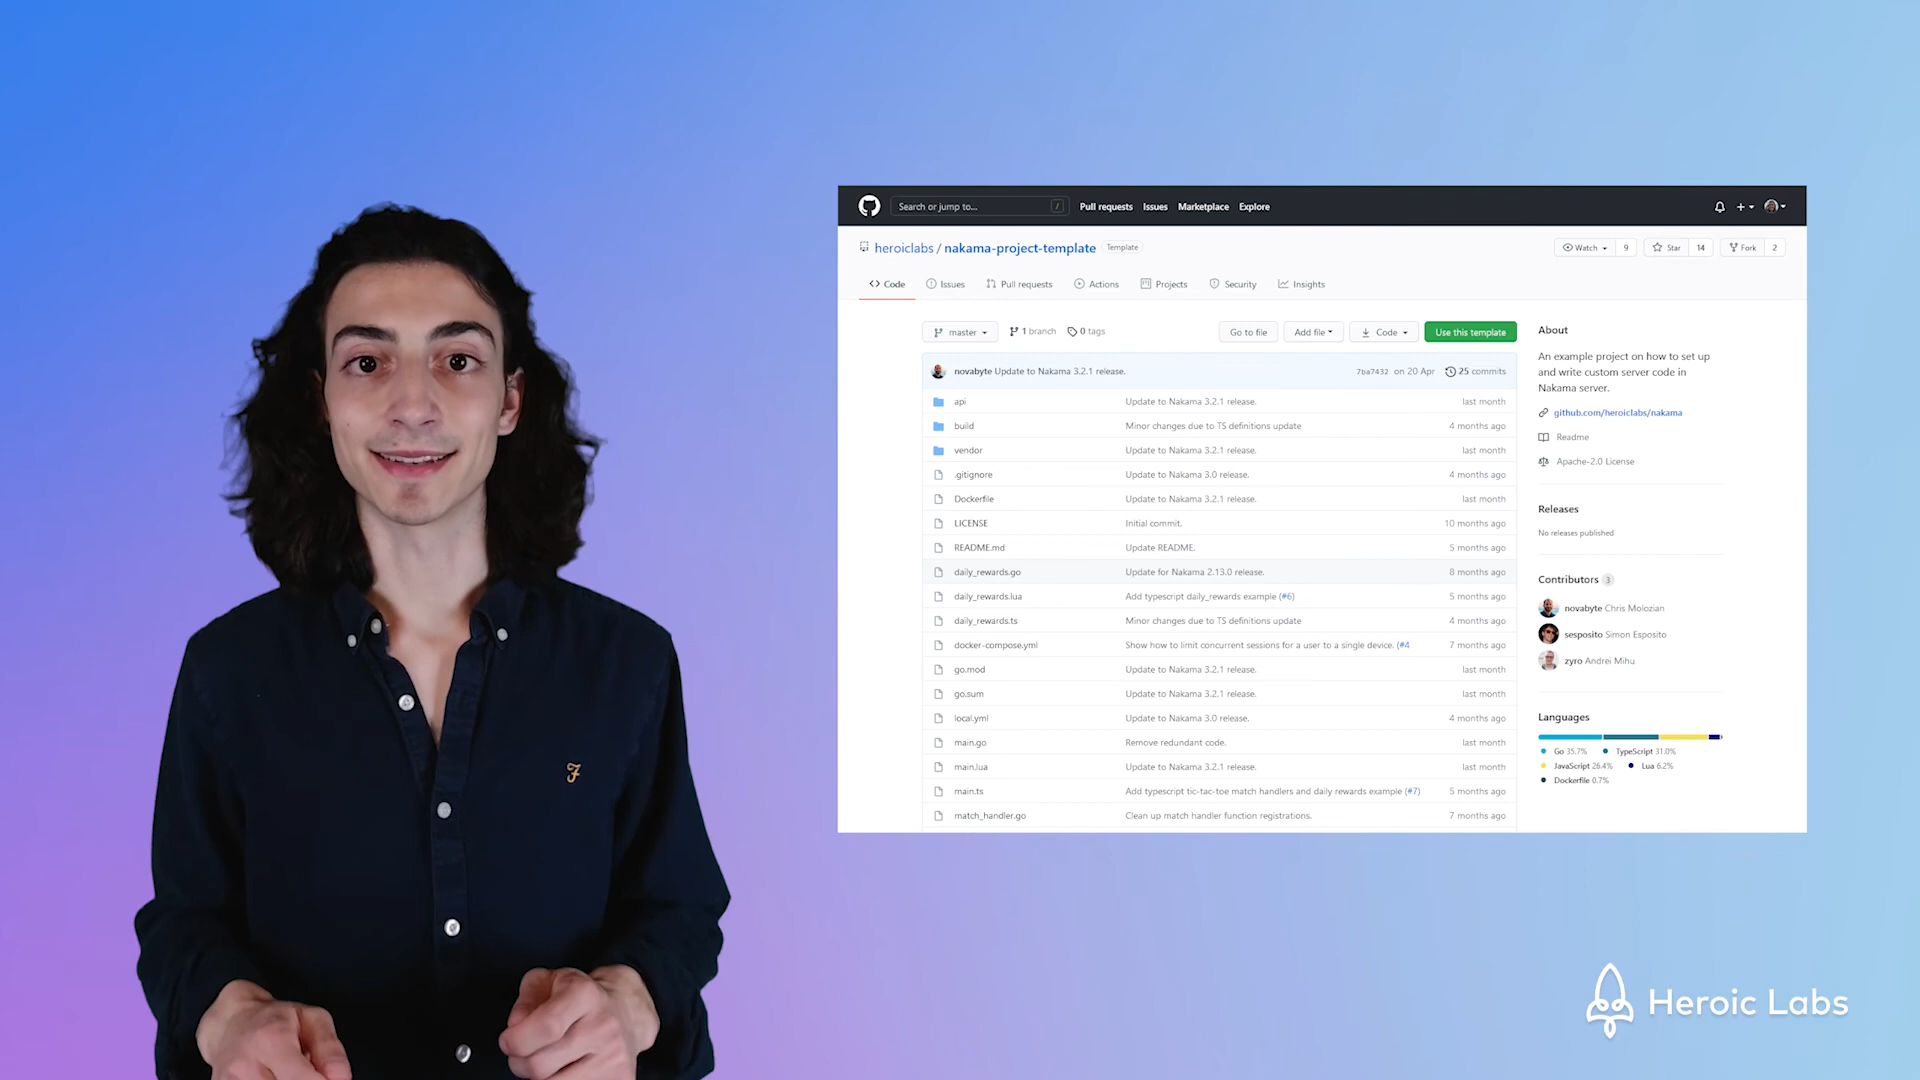 Search or jump to... /
Pull requests Issues Marketplace Explore
heroiclabs / nakama-project-template Template
Watch 9 Star 14 Fork 2
Code Issues Pull requests Actions Projects Security Insights
master 1 branch 0 tags Go to file Add file Code Use this template
novabyte Update to Nakama 3.2.1 release. 7ba7432 on 20 Apr 25 commits
api Update to Nakama 3.2.1 release. last month
build Minor changes due to TS definitions update 4 months ago
vendor Update to Nakama 3.2.1 release. last month
.gitignore Update to Nakama 3.0 release. 4 months ago
Dockerfile Update to Nakama 3.2.1 release. last month
LICENSE Initial commit. 10 months ago
README.md Update README. 5 months ago
daily_rewards.go Update for Nakama 2.13.0 release. 8 months ago
daily_rewards.lua Add typescript daily_rewards example (#6) 5 months ago
daily_rewards.ts Minor changes due to TS definitions update 4 months ago
docker-compose.yml Show how to limit concurrent sessions for a user to a single device. (#4 7 months ago
go.mod Update to Nakama 3.2.1 release. last month
go.sum Update to Nakama 3.2.1 release. last month
local.yml Update to Nakama 3.0 release. 4 months ago
main.go Remove redundant code. last month
main.lua Update to Nakama 3.2.1 release. last month
main.ts Add typescript tic-tac-toe match handlers and daily rewards example (#7) 5 months ago
match_handler.go Clean up match handler function registrations. 7 months ago
About
An example project on how to set up
and write custom server code in
Nakama server.
github.com/heroiclabs/nakama
Readme
Apache-2.0 License
Releases
No releases published
Contributors 3
novabyte Chris Molozian
sesposito Simon Esposito
zyro Andrei Mihu
Languages
Go 35.7% TypeScript 31.0%
JavaScript 26.4% Lua 6.2%
Dockerfile 0.7%
F
Heroic Labs